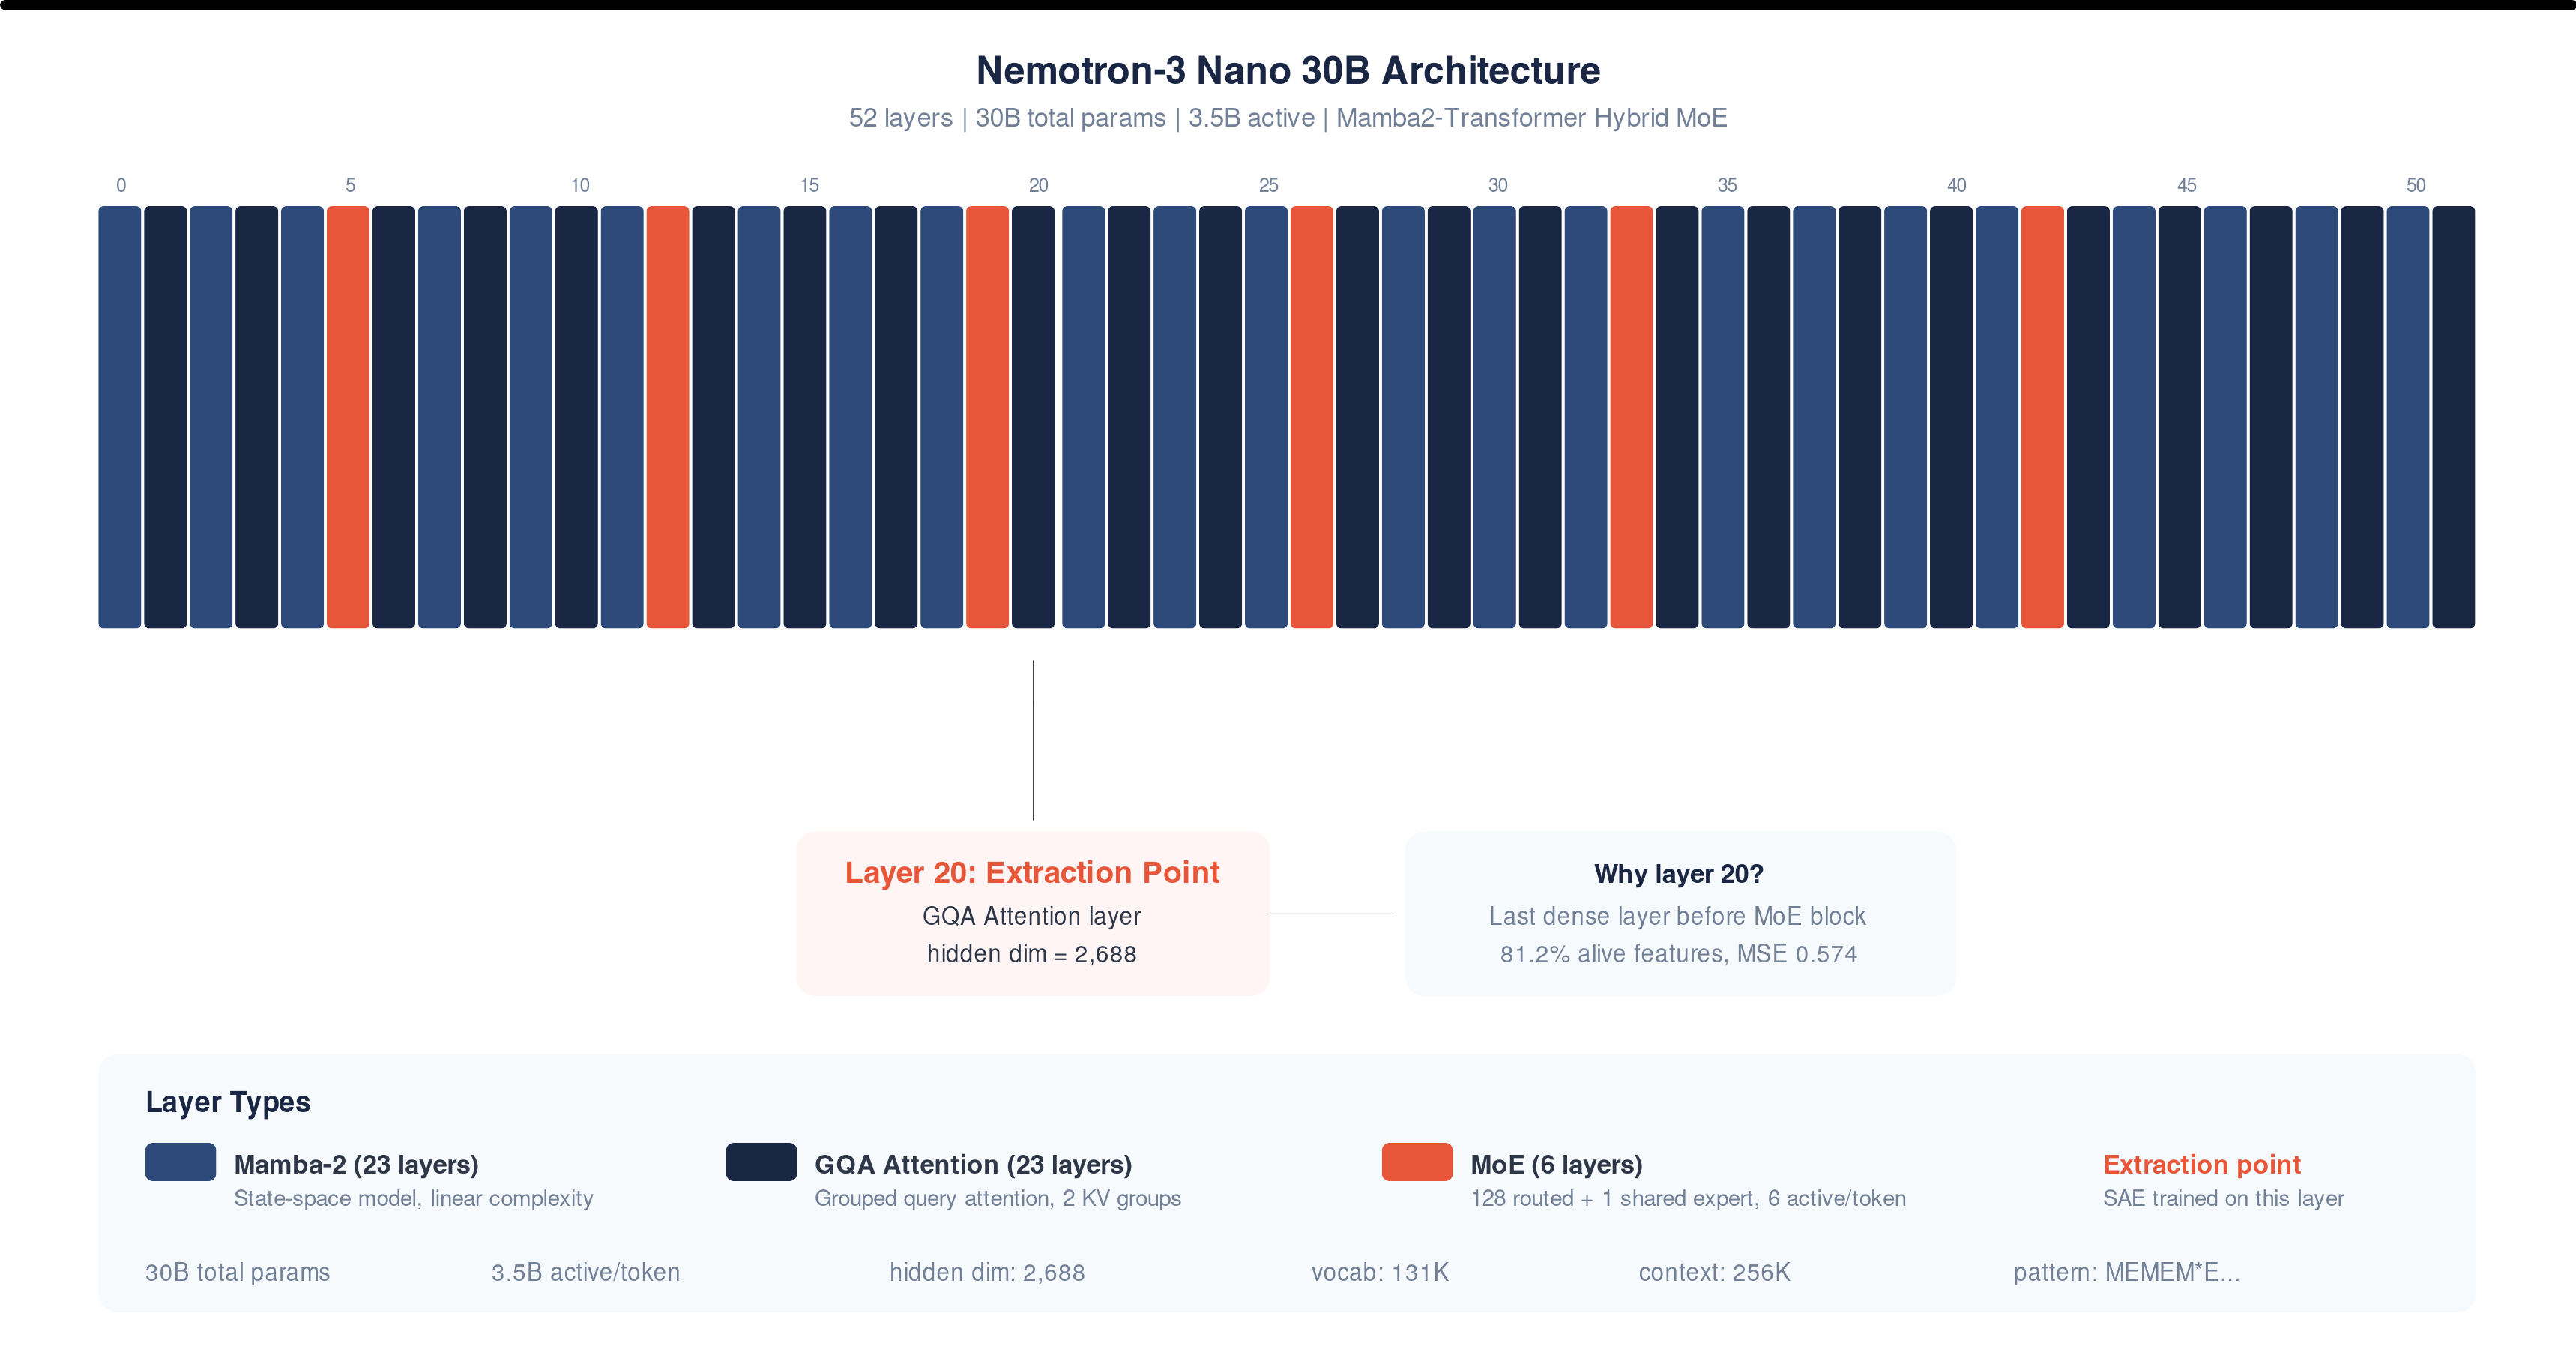 Nemotron-3 Nano 30B Architecture
52 layers | 30B total params | 3.5B active | Mamba2-Transformer Hybrid MoE
0 5 10 15 20 25 30 35 40 45 50
Layer 20: Extraction Point
GQA Attention layer
hidden dim = 2,688
Why layer 20?
Last dense layer before MoE block
81.2% alive features, MSE 0.574
Layer Types
Mamba-2 (23 layers)
State-space model, linear complexity
GQA Attention (23 layers)
Grouped query attention, 2 KV groups
MoE (6 layers)
128 routed + 1 shared expert, 6 active/token
Extraction point
SAE trained on this layer
30B total params
3.5B active/token
hidden dim: 2,688
vocab: 131K
context: 256K
pattern: MEMEM*E...